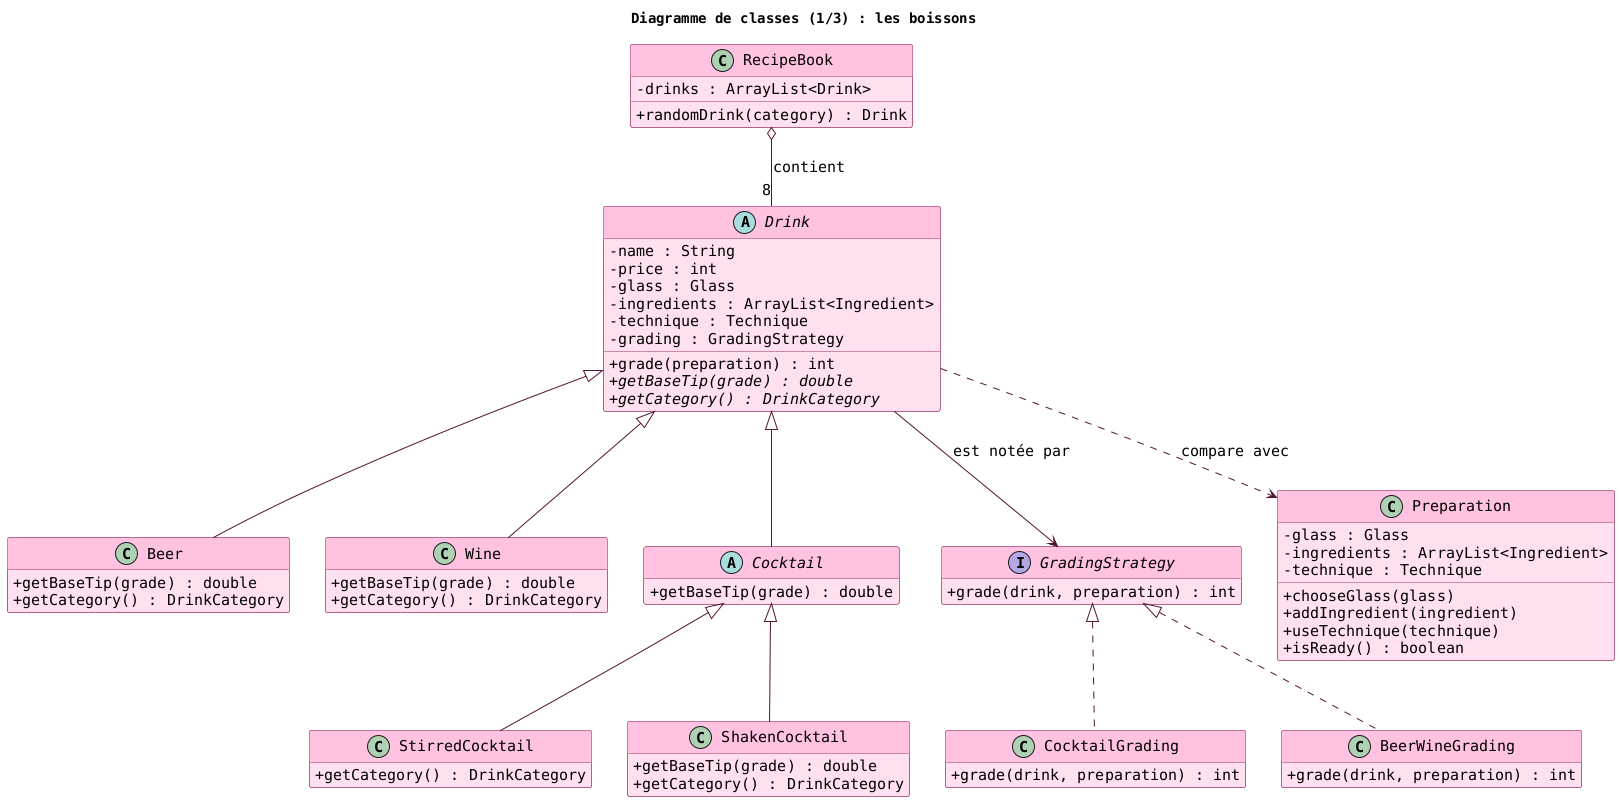 Diagramme de classes (1/3) : les boissons
C RecipeBook
-drinks : ArrayList<Drink>
+randomDrink(category) : Drink
contient
8
A Drink
-name : String
-price : int
-glass : Glass
-ingredients : ArrayList<Ingredient>
-technique : Technique
-grading : GradingStrategy
+grade(preparation) : int
+getBaseTip(grade) : double
+getCategory() : DrinkCategory
est notée par
compare avec
C Beer
+getBaseTip(grade) : double
+getCategory() : DrinkCategory
C Wine
+getBaseTip(grade) : double
+getCategory() : DrinkCategory
A Cocktail
+getBaseTip(grade) : double
I GradingStrategy
+grade(drink, preparation) : int
C Preparation
-glass : Glass
-ingredients : ArrayList<Ingredient>
-technique : Technique
+chooseGlass(glass)
+addIngredient(ingredient)
+useTechnique(technique)
+isReady() : boolean
C StirredCocktail
+getCategory() : DrinkCategory
C ShakenCocktail
+getBaseTip(grade) : double
+getCategory() : DrinkCategory
C CocktailGrading
+grade(drink, preparation) : int
C BeerWineGrading
+grade(drink, preparation) : int